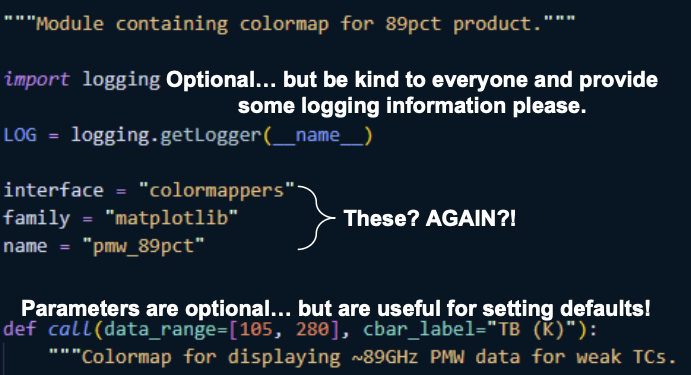 """Module containing colormap for 89pct product."""
import logging Optional... but be kind to everyone and provide
some logging information please.
LOG = logging.getLogger(__name__)
interface = "colormappers"
family = "matplotlib"
These? AGAIN?!
name = "pmw_89pct"
Parameters are optional... but are useful for setting defaults!
def call(data_range=[105, 280], cbar_label="TB (K)"):
"""Colormap for displaying ~89GHz PMW data for weak TCs.